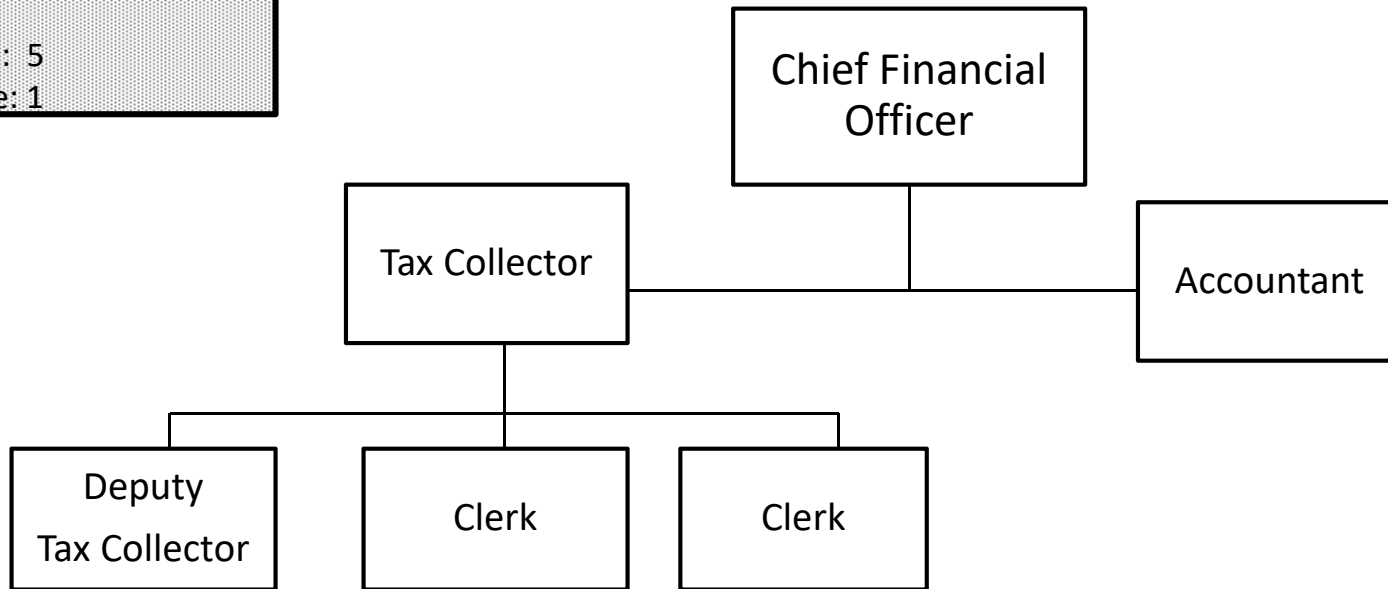 : 5
e: 1
Chief Financial
Officer
Tax Collector
Accountant
Deputy
Tax Collector
Clerk
Clerk